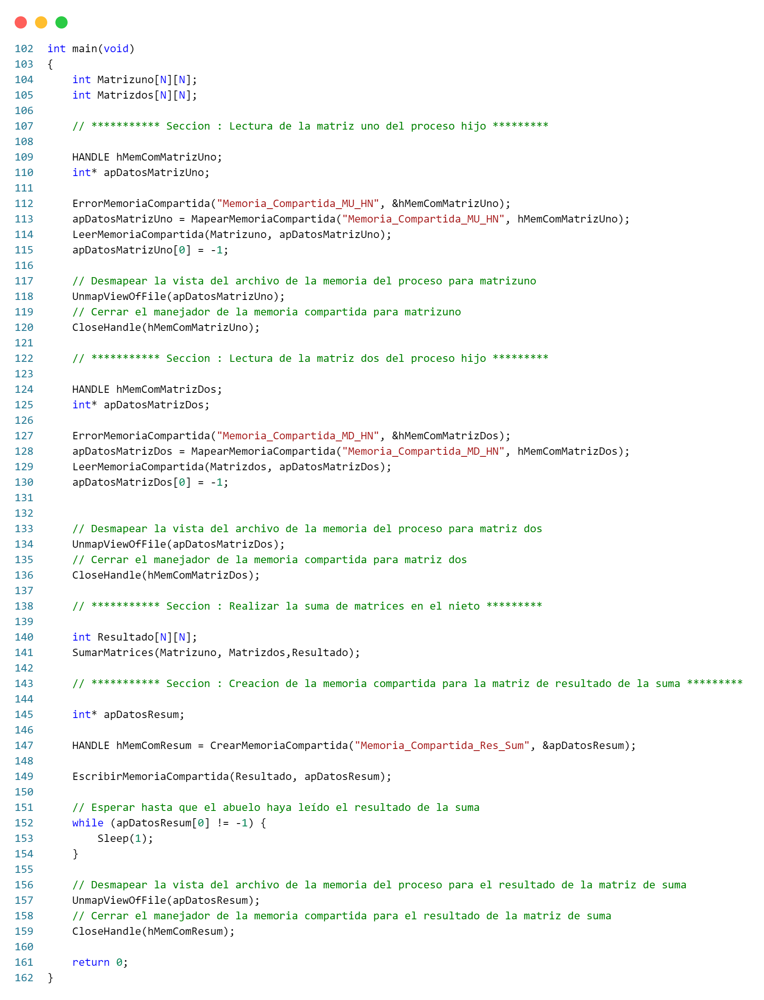 102 int main(void)
103 {
104     int Matrizuno[N][N];
105     int Matrizdos[N][N];
106
107     // *********** Seccion : Lectura de la matriz uno del proceso hijo *********
108
109     HANDLE hMemComMatrizUno;
110     int* apDatosMatrizUno;
111
112     ErrorMemoriaCompartida("Memoria_Compartida_MU_HN", &hMemComMatrizUno);
113     apDatosMatrizUno = MapearMemoriaCompartida("Memoria_Compartida_MU_HN", hMemComMatrizUno);
114     LeerMemoriaCompartida(Matrizuno, apDatosMatrizUno);
115     apDatosMatrizUno[0] = -1;
116
117     // Desmapear la vista del archivo de la memoria del proceso para matrizuno
118     UnmapViewOfFile(apDatosMatrizUno);
119     // Cerrar el manejador de la memoria compartida para matrizuno
120     CloseHandle(hMemComMatrizUno);
121
122     // *********** Seccion : Lectura de la matriz dos del proceso hijo *********
123
124     HANDLE hMemComMatrizDos;
125     int* apDatosMatrizDos;
126
127     ErrorMemoriaCompartida("Memoria_Compartida_MD_HN", &hMemComMatrizDos);
128     apDatosMatrizDos = MapearMemoriaCompartida("Memoria_Compartida_MD_HN", hMemComMatrizDos);
129     LeerMemoriaCompartida(Matrizdos, apDatosMatrizDos);
130     apDatosMatrizDos[0] = -1;
131
132
133     // Desmapear la vista del archivo de la memoria del proceso para matriz dos
134     UnmapViewOfFile(apDatosMatrizDos);
135     // Cerrar el manejador de la memoria compartida para matriz dos
136     CloseHandle(hMemComMatrizDos);
137
138     // *********** Seccion : Realizar la suma de matrices en el nieto *********
139
140     int Resultado[N][N];
141     SumarMatrices(Matrizuno, Matrizdos,Resultado);
142
143     // *********** Seccion : Creacion de la memoria compartida para la matriz de resultado de la suma *********
144
145     int* apDatosResum;
146
147     HANDLE hMemComResum = CrearMemoriaCompartida("Memoria_Compartida_Res_Sum", &apDatosResum);
148
149     EscribirMemoriaCompartida(Resultado, apDatosResum);
150
151     // Esperar hasta que el abuelo haya leído el resultado de la suma
152     while (apDatosResum[0] != -1) {
153         Sleep(1);
154     }
155
156     // Desmapear la vista del archivo de la memoria del proceso para el resultado de la matriz de suma
157     UnmapViewOfFile(apDatosResum);
158     // Cerrar el manejador de la memoria compartida para el resultado de la matriz de suma
159     CloseHandle(hMemComResum);
160
161     return 0;
162 }